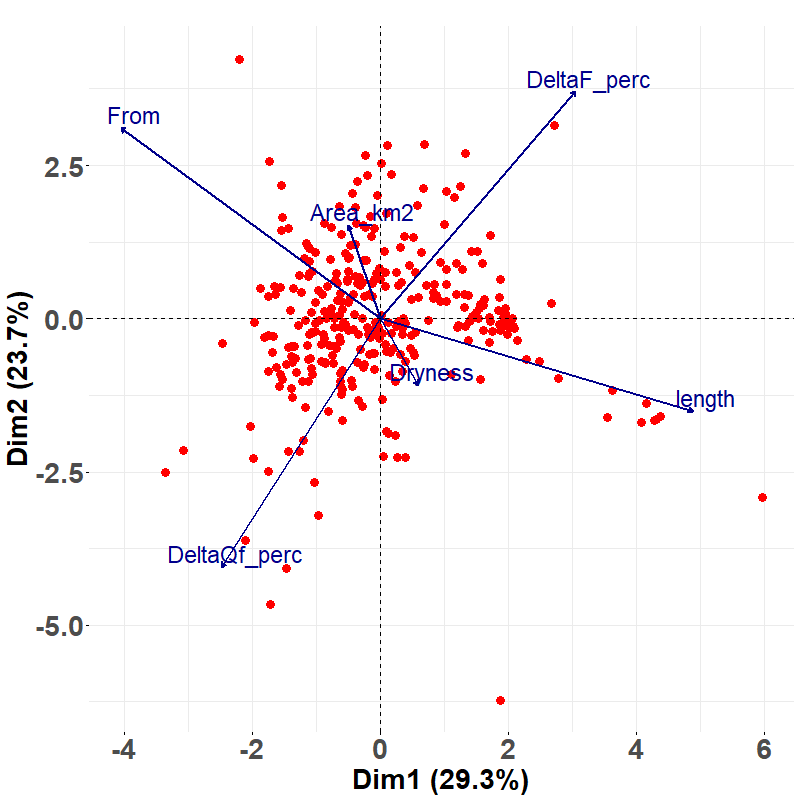 DeltaF_perc
From
Area_km2
Dryness
length
DeltaQf_perc
2.5
0.0
-2.5
-5.0
Dim2 (23.7%)
-4 -2 0 2 4 6
Dim1 (29.3%)